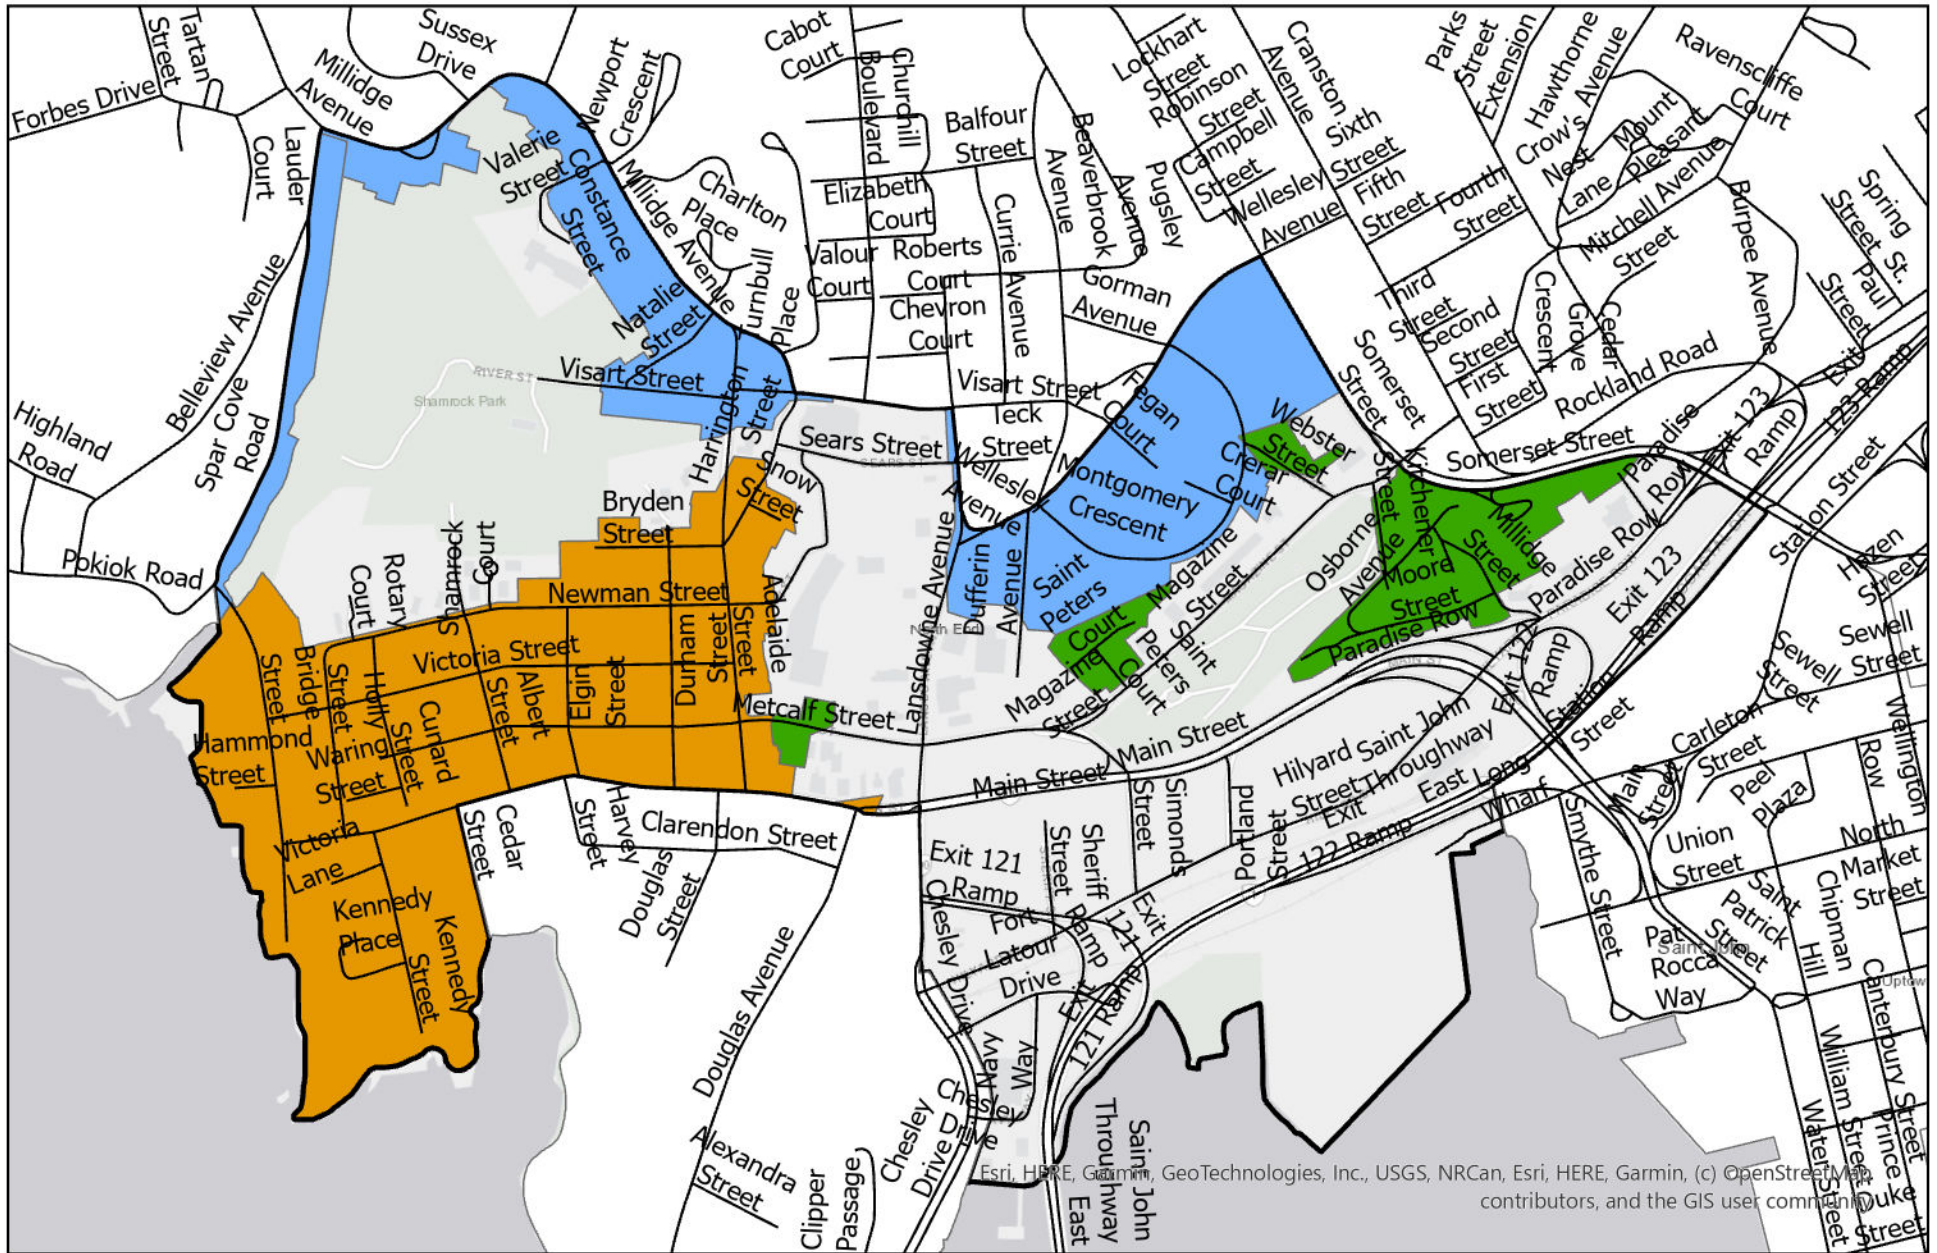 Tartan
Street
Sussex
Drive
Forbes Drive
Millidge
Avenue
Lauder
Court
Newport
Crescent
Valerie
Street
Constance
Street
Millidge Avenue
Charlton
Place
Turnbull
Place
Natalie
Street
Visart Street
Cabot
Court
Churchill
Boulevard
Balfour
Street
Elizabeth
Court
Valour
Court
Roberts
Court
Chevron
Court
Currie Avenue
Beaverbrook
Avenue
Pugsley
Avenue
Gorman
Avenue
Lockhart
Street
Robinson
Street
Campbell
Street
Wellesley
Avenue
Cranston
Avenue
Sixth
Street
Fifth
Street
Fourth
Street
Third
Street
Second
Street
First
Street
Parks
Street
Extension
Hawthorne
Avenue
Crow's
Nest
Lane
Mount
Pleasant
Ravenscliffe
Court
Mitchell Avenue
Street
Burpee Avenue
Spring
Street
St.
Paul
Street
Crescent
Cedar
Grove
Crescent
Rockland Road
Somerset
Street
Somerset Street
Exit
123 Ramp
Exit 123
Ramp
Station Street
Hazen
Street
Belleview Avenue
Spar Cove
Road
Highland
Road
Pokiok Road
RIVER ST
Shamrock Park
Harrington
Street
Sears Street
SEARS ST
Snow
Street
Bryden
Street
Visart Street
Teck
Street
Fegan
Court
Wellesley
Avenue
Montgomery
Crescent
Webster
Street
Crerar
Court
Kitchener
Street
Osborne
Avenue
Moore
Street
Millidge
Street
Paradise
Row
Paradise Row
Paradise Row
Exit 123
Ramp
Exit 122
Ramp
Rotary
Court
Shamrock
Court
Newman Street
Victoria Street
Durham
Street
Adelaide
Street
Lansdowne Avenue
Dufferin
Avenue
North End
Saint
Peters
Court
Magazine
Street
Saint
Peters
Court
Magazine
Street
Bridge
Street
Holly
Street
Cunard
Street
Albert
Street
Elgin
Street
Metcalf Street
Hammond
Street
Waring
Street
Victoria
Lane
Kennedy
Place
Kennedy
Street
Cedar
Street
Harvey
Street
Clarendon Street
Douglas
Street
Douglas Avenue
Main Street
Main Street
Simonds
Street
Portland
Street
Hilyard
Street
Saint John
Throughway
East
Exit
122 Ramp
Long
Wharf
Station
Street
Sewell
Street
Sewell
Street
Carleton
Street
Wellington
Row
Peel
Plaza
Main
Street
Union
Street
North
Market
Street
Smythe Street
Saint
Patrick
Street
Chipman
Hill
Pat
Rocca
Way
Saint John
Uptow
Canterbury Street
William Street
Water Street
Prince
Duke
Street
Exit 121
Ramp
Sheriff
Street
Fort
Latour
Drive
Exit
121
Ramp
Exit
121 Ramp
Chesley
Drive
Navy
Way
Chesley
Drive
Chesley
Drive
Saint John
Throughway
East
Alexandra
Street
Clipper
Passage
Esri, HERE, Garmin, GeoTechnologies, Inc., USGS, NRCan, Esri, HERE, Garmin, (c) OpenStreetMap
contributors, and the GIS user community